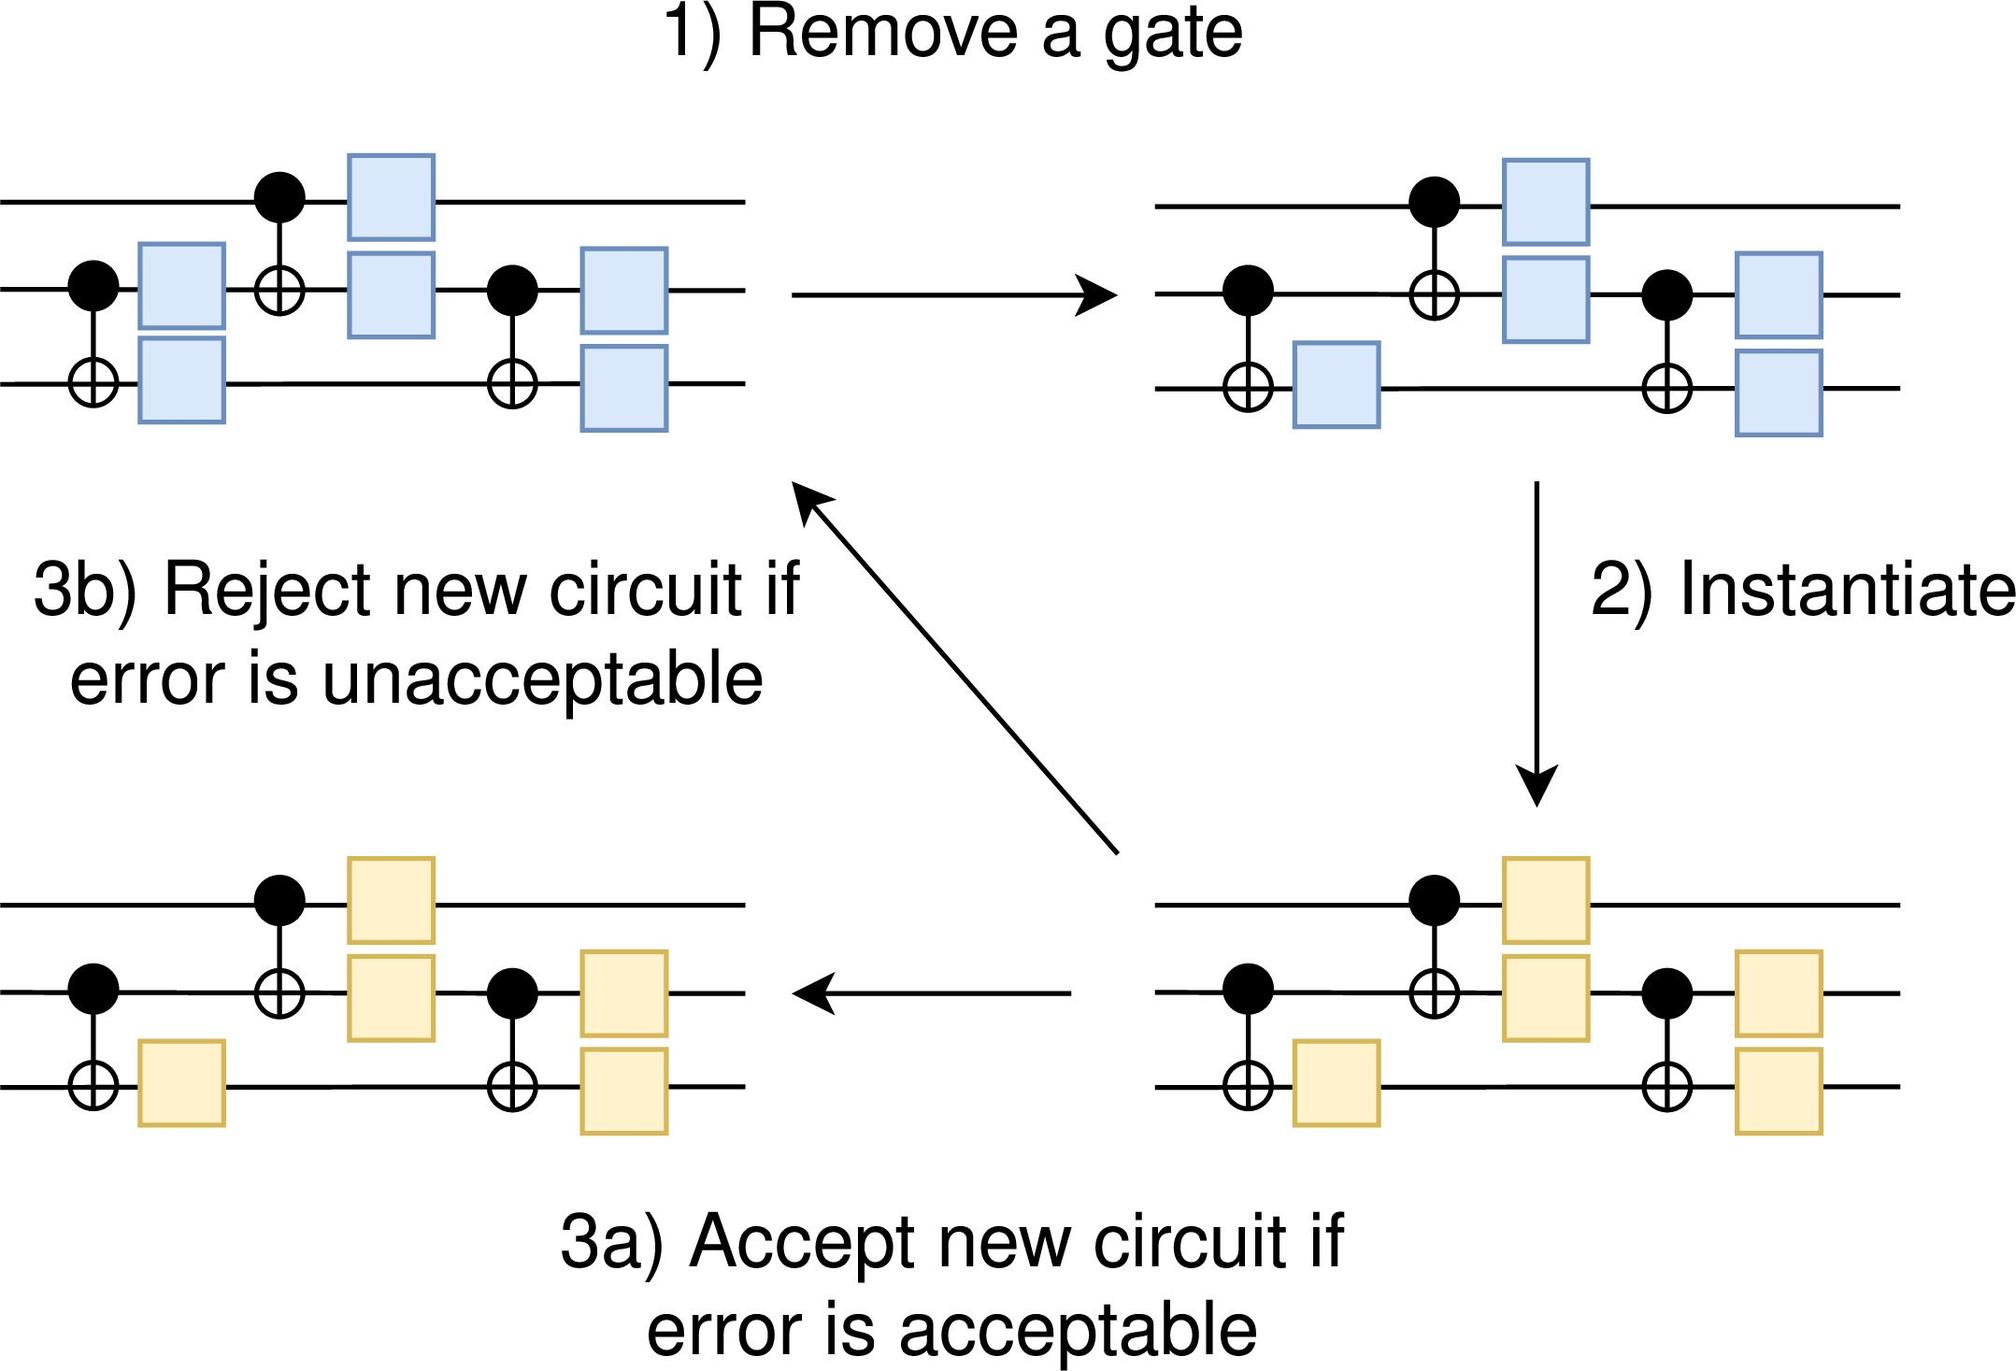 1) Remove a gate
3b) Reject new circuit if
error is unacceptable
2) Instantiate
3a) Accept new circuit if
error is acceptable